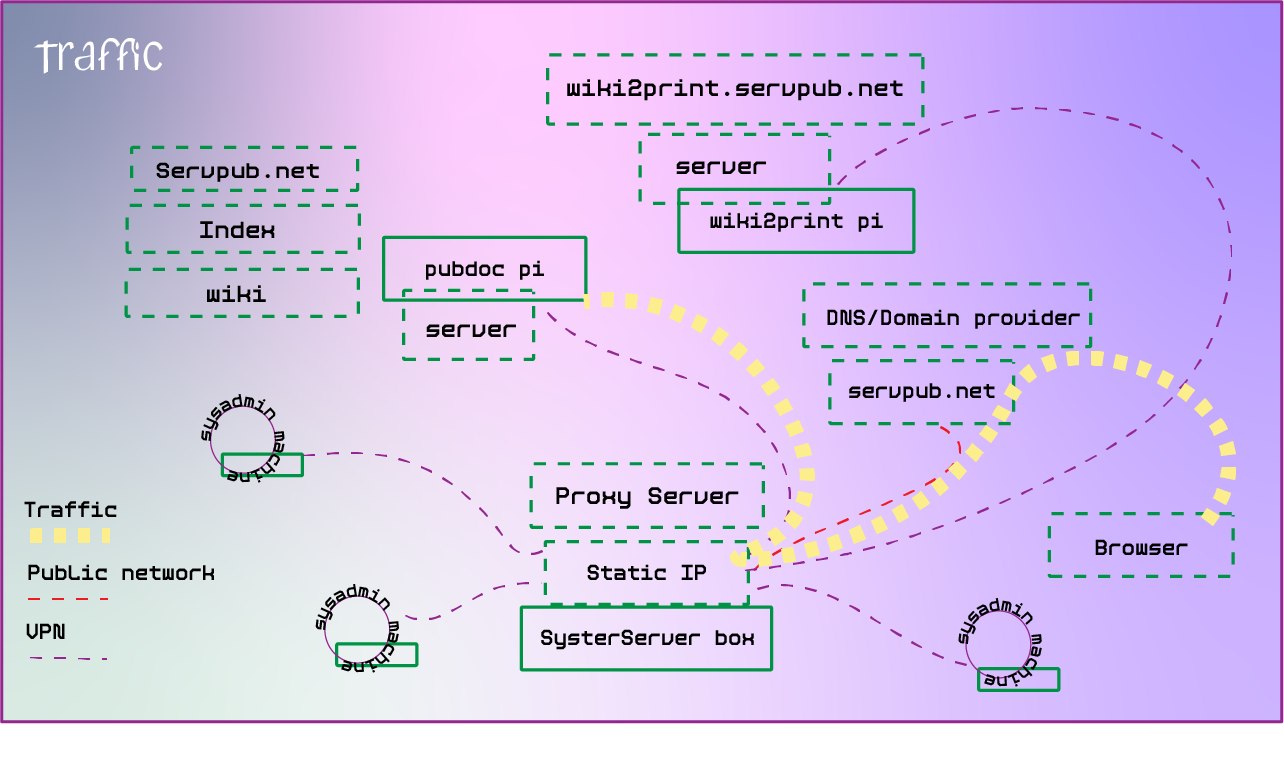 Traffic
wiki2print.servpub.net
server
wiki2print pi
Servpub.net
Index
wiki
pubdoc pi
server
DNS/Domain provider
servpub.net
sysadmin machine
Proxy Server
Static IP
SysterServer box
Browser
Traffic
Public network
VPN
sysadmin machine
sysadmin machine